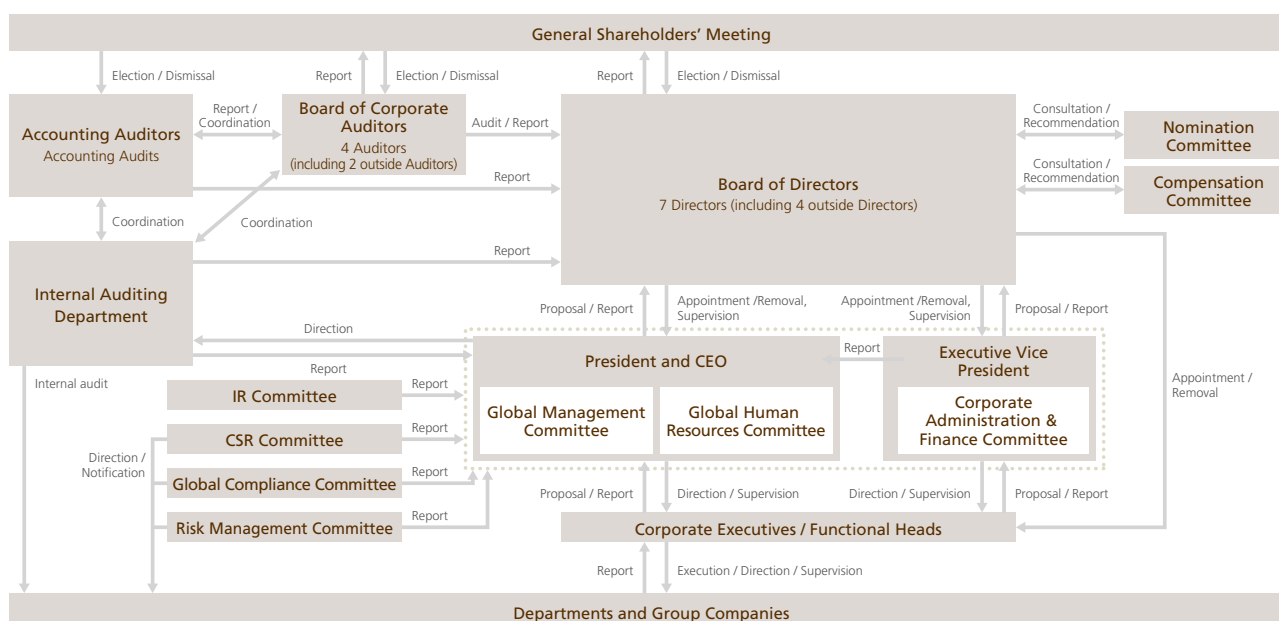 General Shareholders' Meeting
Election / Dismissal
Report
Election / Dismissal
Report
Election / Dismissal
Accounting Auditors
Accounting Audits
Report /
Coordination
Board of Corporate
Auditors
4 Auditors
(including 2 outside Auditors)
Audit / Report
Report
Board of Directors
7 Directors (including 4 outside Directors)
Consultation /
Recommendation
Nomination
Committee
Consultation /
Recommendation
Compensation
Committee
Coordination
Coordination
Report
Internal Auditing
Department
Direction
Report
Proposal / Report
Appointment /Removal,
Supervision
Appointment /Removal,
Supervision
Proposal / Report
President and CEO
Global Management
Committee
Global Human
Resources Committee
Report
Executive Vice
President
Corporate
Administration &
Finance Committee
Appointment /
Removal
Internal audit
IR Committee
Report
CSR Committee
Report
Direction /
Notification
Global Compliance Committee
Report
Risk Management Committee
Report
Proposal / Report
Direction / Supervision
Direction / Supervision
Proposal / Report
Corporate Executives / Functional Heads
Report
Execution / Direction / Supervision
Departments and Group Companies